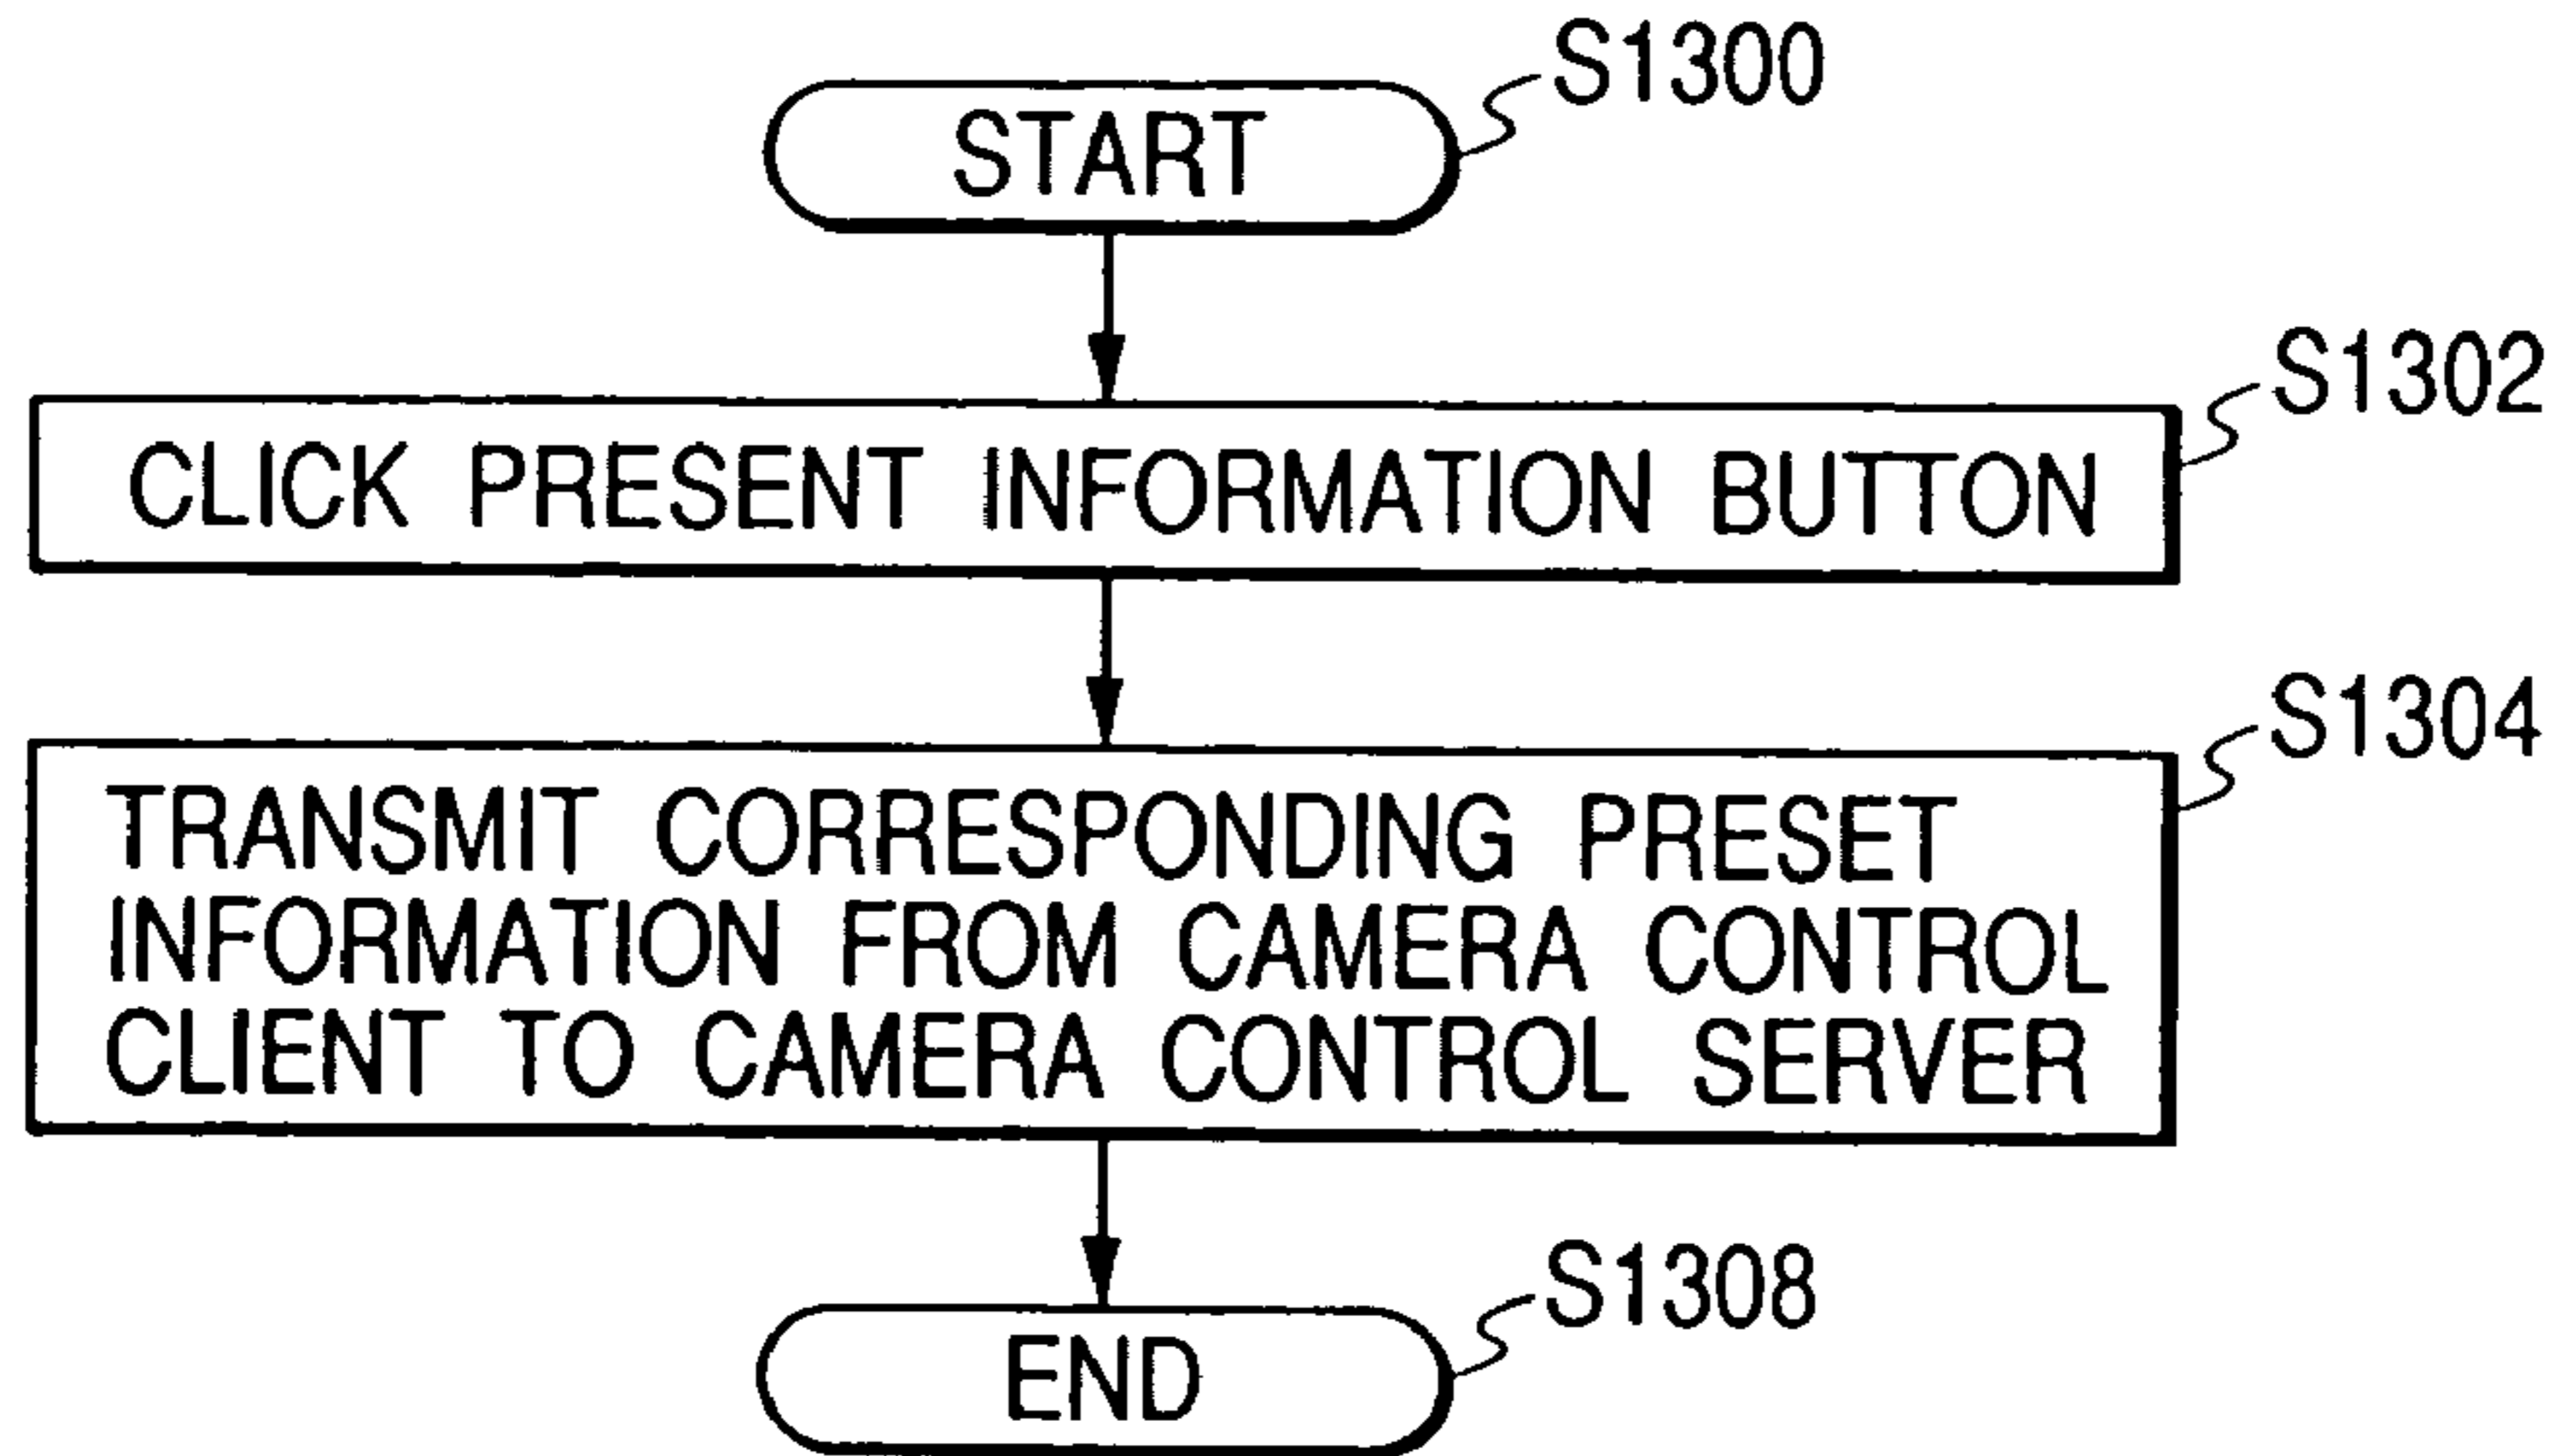 START
S1300
CLICK PRESENT INFORMATION BUTTON
S1302
TRANSMIT CORRESPONDING PRESET
INFORMATION FROM CAMERA CONTROL
CLIENT TO CAMERA CONTROL SERVER
S1304
END
S1308